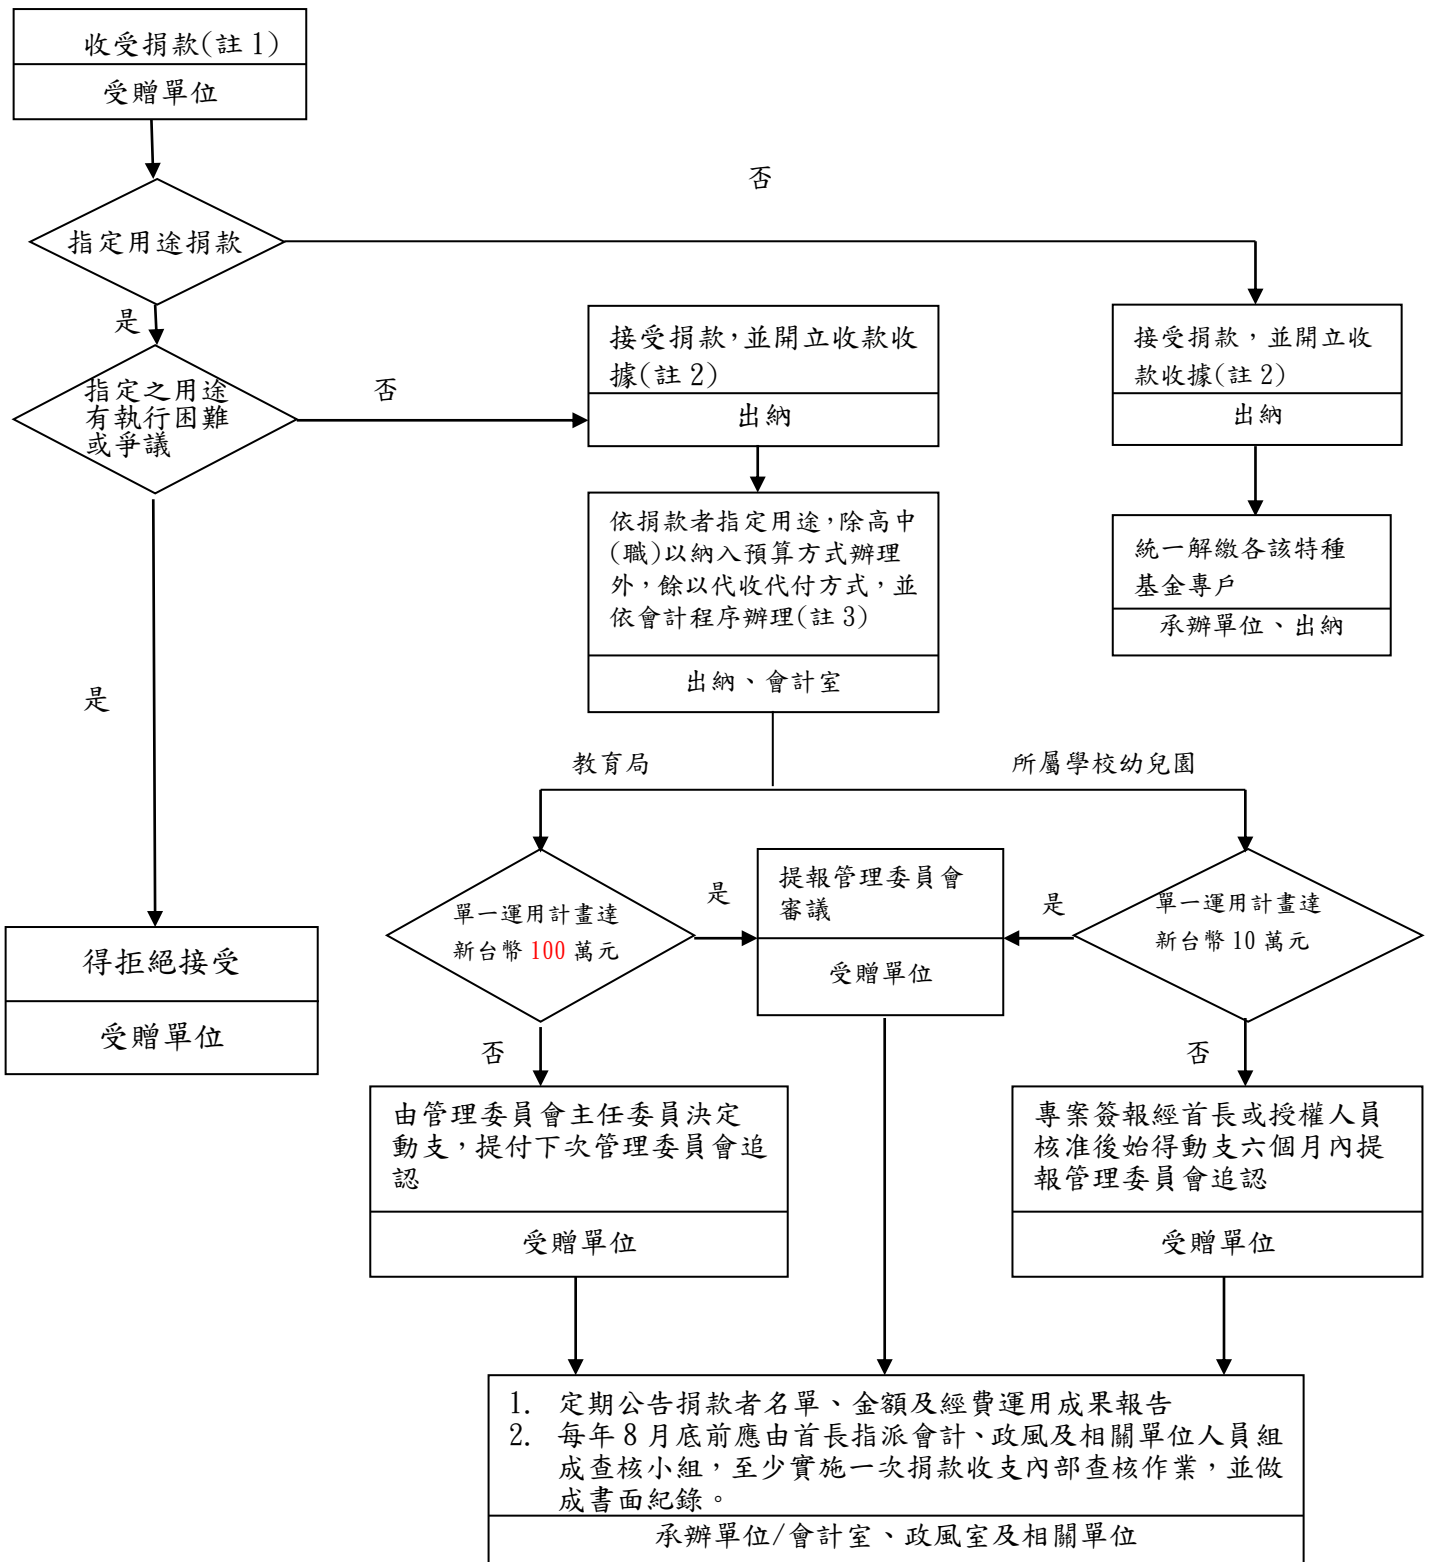 收受捐款(註 1)
受贈單位
否
指定用途捐款
是
指定之用途
有執行困難
或爭議
否
接受捐款,並開立收款收
據(註 2)
出納
接受捐款，並開立收
款收據(註 2)
出納
依捐款者指定用途,除高中
(職)以納入預算方式辦理
外，餘以代收代付方式，並
依會計程序辦理(註 3)
出納、會計室
統一解繳各該特種
基金專戶
承辦單位、出納
是
教育局
所屬學校幼兒園
單一運用計畫達
新台幣 100 萬元
是
提報管理委員會
審議
受贈單位
是
單一運用計畫達
新台幣 10 萬元
得拒絕接受
受贈單位
否
否
由管理委員會主任委員決定
動支，提付下次管理委員會追
認
受贈單位
專案簽報經首長或授權人員
核准後始得動支六個月內提
報管理委員會追認
受贈單位
1. 定期公告捐款者名單、金額及經費運用成果報告
2. 每年 8 月底前應由首長指派會計、政風及相關單位人員組
成查核小組，至少實施一次捐款收支內部查核作業，並做
成書面紀錄。
承辦單位/會計室、政風室及相關單位